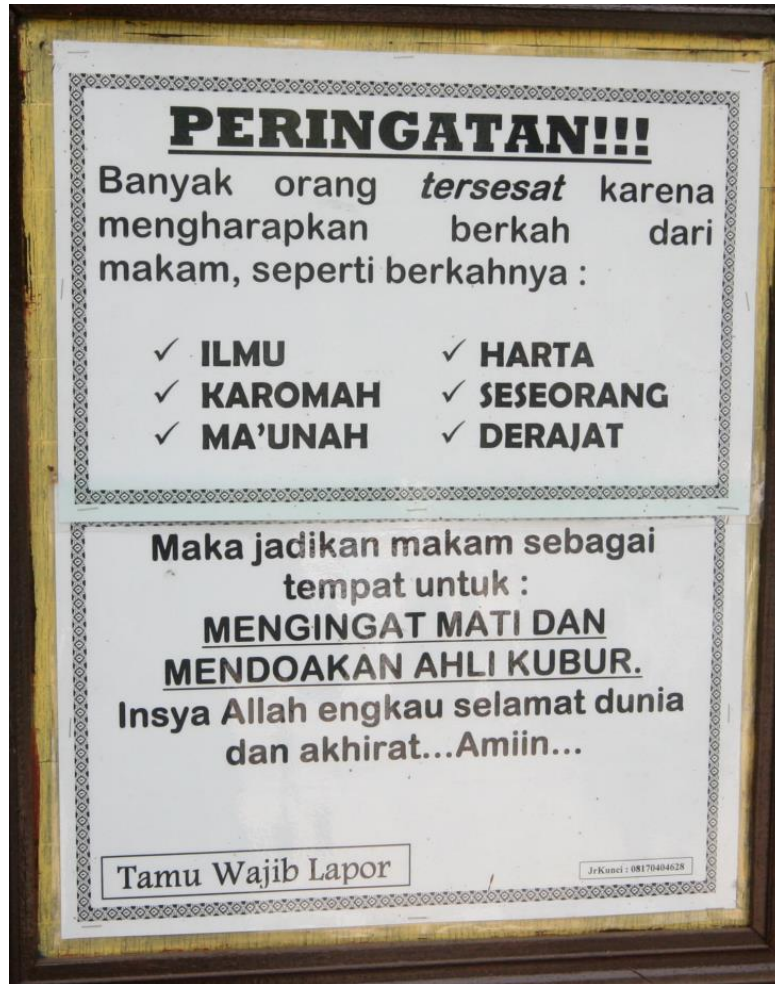 PERINGATAN!!!
Banyak orang tersesat karena
mengharapkan berkah dari
makam, seperti berkahnya :
✓ ILMU ✓ HARTA
✓ KAROMAH ✓ SESEORANG
✓ MA'UNAH ✓ DERAJAT
Maka jadikan makam sebagai
tempat untuk :
MENGINGAT MATI DAN
MENDOAKAN AHLI KUBUR.
Insya Allah engkau selamat dunia
dan akhirat...Amiin...
Tamu Wajib Lapor
JrKunci : 08170404628